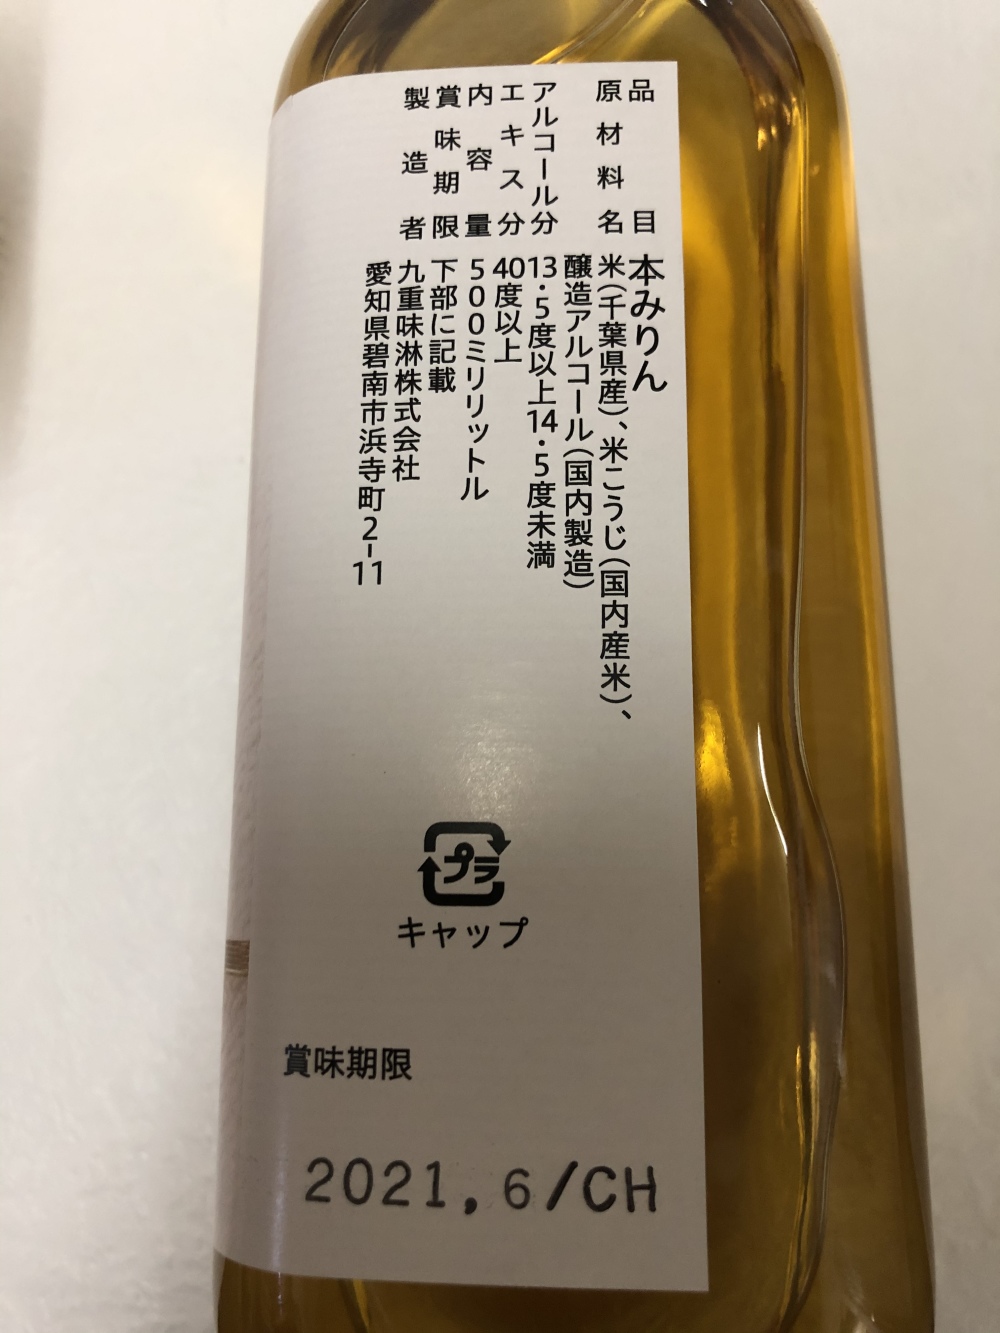 品目 本みりん
原材料名 米(千葉県産)、米こうじ(国内産米)、
醸造アルコール(国内製造)
アルコール分 13・5度以上14・5度未満
エキス分 40度以上
内容量 500ミリリットル
賞味期限 下部に記載
製造者 九重味淋株式会社
愛知県碧南市浜寺町2-11
プラ
キャップ
賞味期限
2021,6/CH